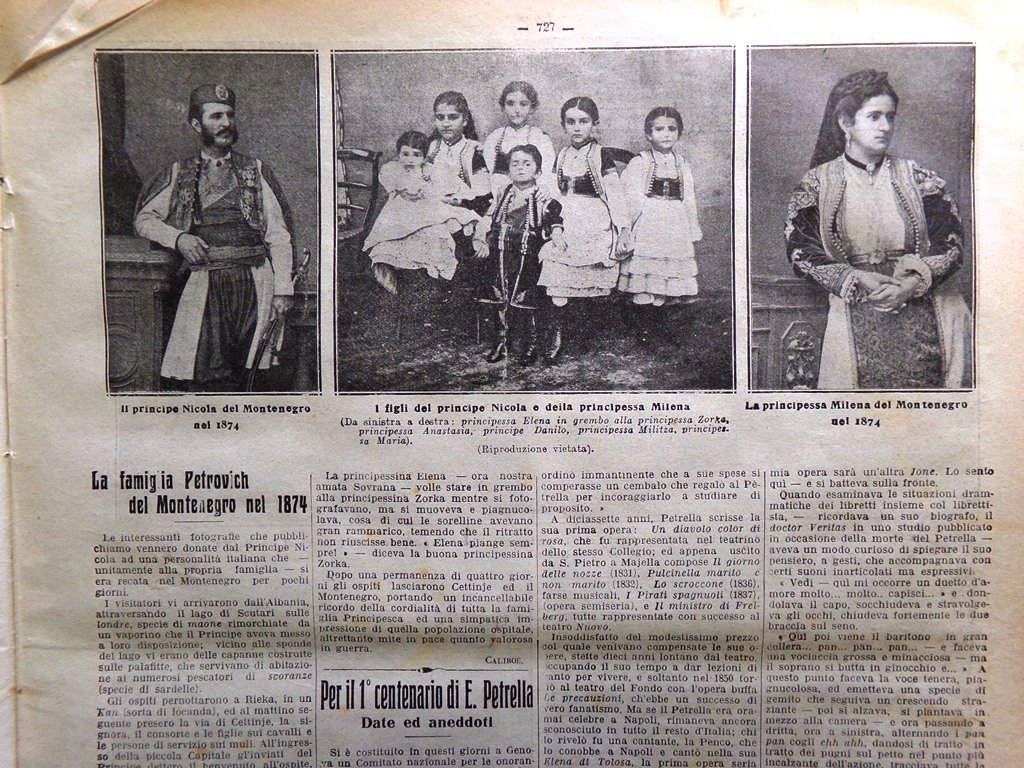 — 727 —
Il principe Nicola del Montenegro
nel 1874
I figli del principe Nicola e della principessa Milena
(Da sinistra a destra: principessa Elena in grembo alla principessa Zorka,
principessa Anastasia, principe Danilo, principessa Militza, principes-
sa Maria).
(Riproduzione vietata).
La principessa Milena del Montenegro
nel 1874
La famiglia Petrovich
del Montenegro nel 1874
Le interessanti fotografie che pubbli-
chiamo vennero donate dal Principe Ni-
cola ad una personalità italiana che —
unitamente alla propria famiglia — si
era recata nel Montenegro per pochi
giorni.
I visitatori vi arrivarono dall'Albania,
attraversando il lago di Scutari sulle
londre, specie di maone rimorchiate da
un vaporino che il Principe aveva messo
a loro disposizione; vicino alle sponde
del lago vi erano delle capanne costruite
sulle palafitte, che servivano di abitazio-
ne ai numerosi pescatori di scoranze
(specie di sardelle).
Gli ospiti pernottarono a Rieka, in un
Kan (sorta di locanda), ed al mattino se-
guente presero la via di Cettinje, la si-
gnora, il consorte e le figlie sui cavalli
e le persone di servizio sui muli. All'ingres-
so della piccola Capitale gl'inviati del
Principe dettero il benvenuto all'ospite,
La principessina Elena — ora nostra
amata Sovrana — volle stare in grembo
alla principessina Zorka mentre si foto-
grafavano, ma si muoveva e piagnuco-
lava, cosa di cui le sorelline avevano
gran rammarico, temendo che il ritratto
non riuscisse bene. « Elena piange sem-
pre! » — diceva la buona principessina
Zorka.
Dopo una permanenza di quattro gior-
ni gli ospiti lasciarono Cettinje ed il
Montenegro, portando un incancellabile
ricordo della cordialità di tutta la fami-
glia Principesca ed una simpatica im-
pressione di quella popolazione ospitale,
altrettanto mite in pace quanto valorosa
in guerra.
CALIBOE.
Per il 1° centenario di E. Petrella
Date ed aneddoti
Si è costituito in questi giorni a Geno-
va un Comitato nazionale per le onoran-
ordinò immantinente che a sue spese si
comperasse un cembalo che regalò al Pe-
trella per incoraggiarlo a studiare di
proposito. »
A diciassette anni, Petrella scrisse la
sua prima opera: Un diavolo color di
rosa, che fu rappresentata nel teatrino
dello stesso Collegio; ed appena uscito
da S. Pietro a Majella compose Il giorno
delle nozze (1831), Pulcinella marito e
non marito (1832), Lo scroccone (1836),
farse musicali, I Pirati spagnuoli (1837),
(opera semiseria), e Il ministro di Frei-
berg, tutte rappresentate con successo al
teatro Nuovo.
Insoddisfatto del modestissimo prezzo
col quale venivano compensate le sue o-
pere, stette dieci anni lontano dal teatro,
occupando il suo tempo a dar lezioni di
canto per vivere, e soltanto nel 1850 tor-
nò al teatro del Fondo con l'opera buffa
Le precauzioni, ch'ebbe un successo di
vero fanatismo. Ma se il Petrella era ora-
mai celebre a Napoli, rimaneva ancora
sconosciuto in tutto il resto d'Italia; chi
lo rivelò fu una cantante, la Penco, che
lo conobbe a Napoli e cantò nella sua
Elena di Tolosa, la prima opera seria
mia opera sarà un'altra Ione. Lo sento
qui — e si batteva sulla fronte.
Quando esaminava le situazioni dram-
matiche dei libretti insieme col libretti-
sta, — ricordava un suo biografo, il
doctor Veritas in uno studio pubblicato
in occasione della morte del Petrella —
aveva un modo curioso di spiegare il suo
pensiero, a gesti, che accompagnava con
certi suoni inarticolati ma espressivi.
« Vedi — qui mi occorre un duetto d'a-
more molto... molto.. capisci... » e don-
dolava il capo, socchiudeva e stravolge-
va gli occhi, chiudeva fortemente le due
braccia sul seno.
« Qui poi viene il baritono in gran
collera... pan... pan... pan... — e faceva
una vociaccia grossa e minacciosa — ma
il soprano si butta in ginocchio e... » A
questo punto faceva la voce tenera, pia-
gnucolosa, ed emetteva una specie di
gemito che seguiva un crescendo stra-
ziante — poi si alzava, si piantava in
mezzo alla camera — e ora passando a
dritta, ora a sinistra, alternando i pan
pan cogli ehh ahh, dandosi di tratto in
tratto dei pugni sul petto nel punto più
incalzante dell'azione, tracciava tutta la